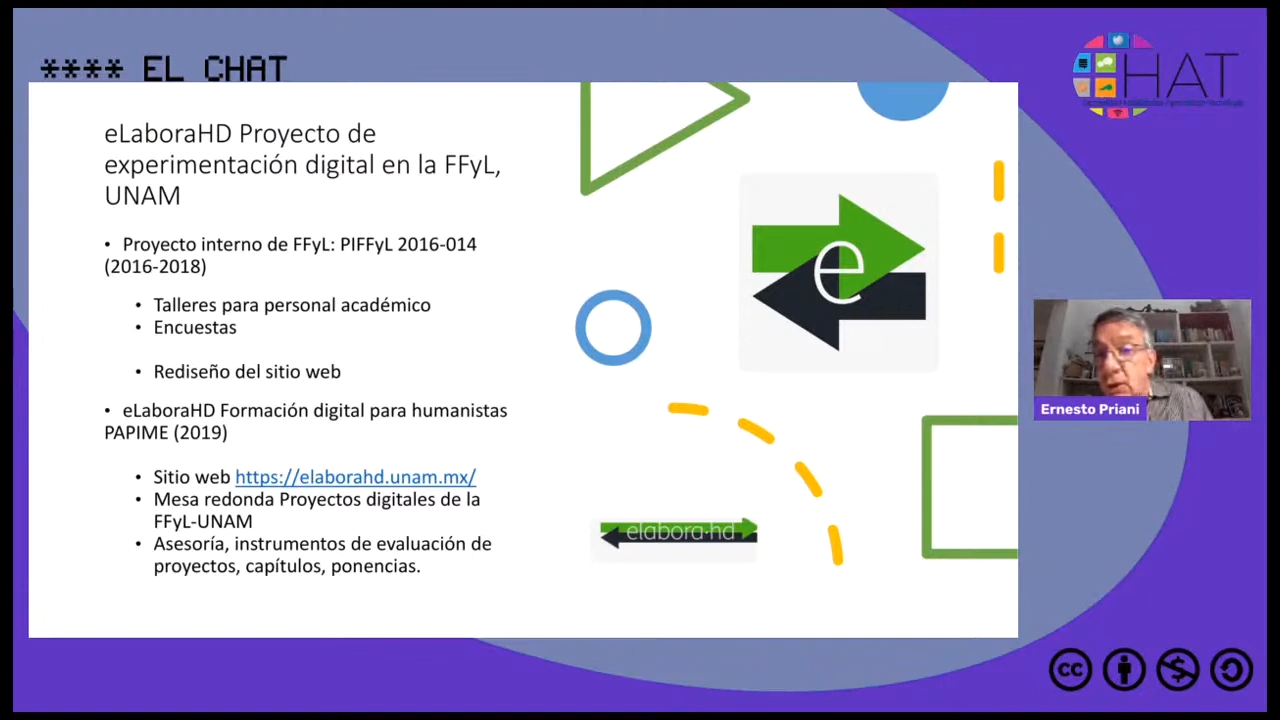 **** EL CHAT
HAT
eLaboraHD Proyecto de
experimentación digital en la FFyL,
UNAM
• Proyecto interno de FFyL: PIFFyL 2016-014
(2016-2018)
• Talleres para personal académico
• Encuestas
• Rediseño del sitio web
• eLaboraHD Formación digital para humanistas
PAPIME (2019)
• Sitio web https://elaborahd.unam.mx/
• Mesa redonda Proyectos digitales de la
FFyL-UNAM
• Asesoría, instrumentos de evaluación de
proyectos, capítulos, ponencias.
e
elabora·hd
Ernesto Priani
cc